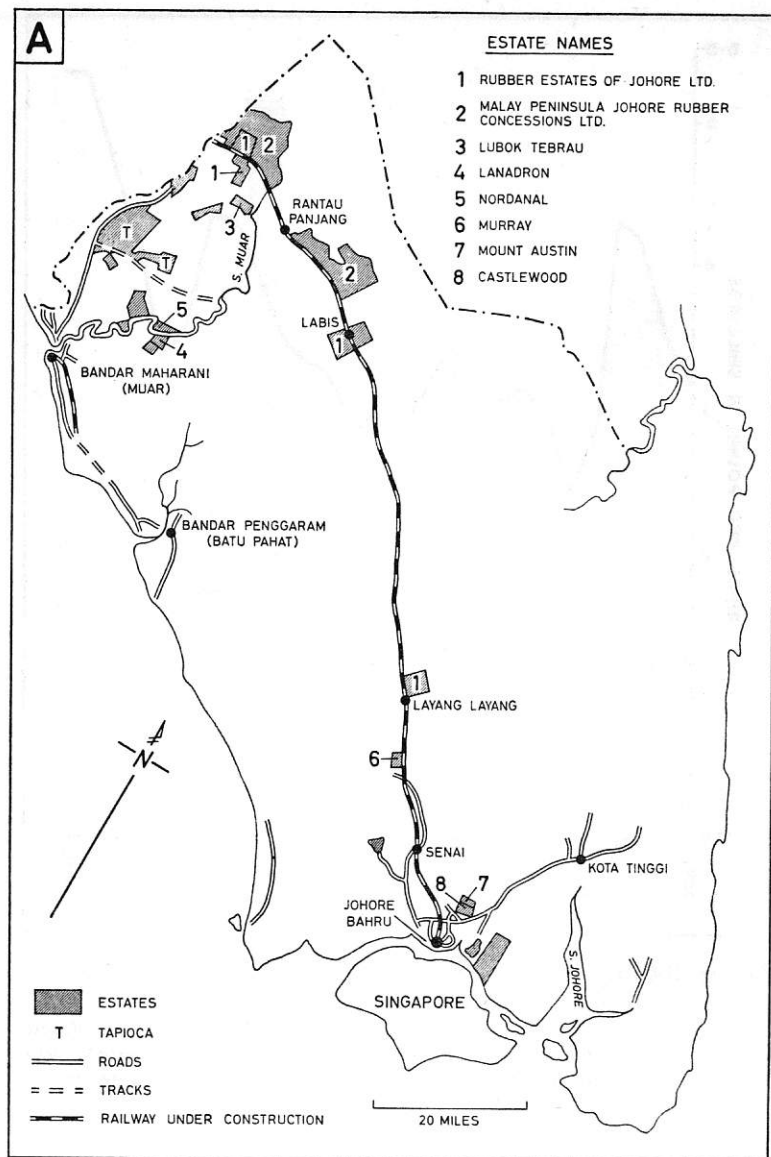 A
ESTATE NAMES
1 RUBBER ESTATES OF JOHORE LTD.
2 MALAY PENINSULA JOHORE RUBBER
CONCESSIONS LTD.
3 LUBOK TEBRAU
4 LANADRON
5 NORDANAL
6 MURRAY
7 MOUNT AUSTIN
8 CASTLEWOOD
1 2
1
3
RANTAU
PANJANG
T
T
S. MUAR
2
5
4
LABIS
1
BANDAR MAHARANI
(MUAR)
BANDAR PENGGARAM
(BATU PAHAT)
1
LAYANG LAYANG
N
6
SENAI
KOTA TINGGI
8 7
JOHORE
BAHRU
S. JOHORE
SINGAPORE
ESTATES
T TAPIOCA
ROADS
TRACKS
RAILWAY UNDER CONSTRUCTION
20 MILES